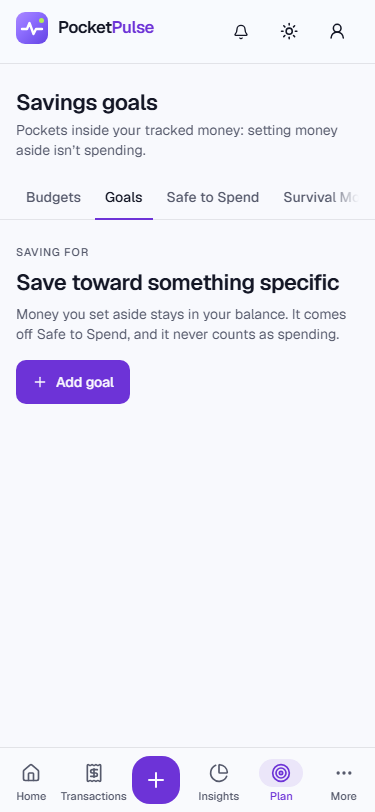 PocketPulse
Savings goals
Pockets inside your tracked money: setting money
aside isn't spending.
Budgets Goals Safe to Spend Survival Mo
SAVING FOR
Save toward something specific
Money you set aside stays in your balance. It comes
off Safe to Spend, and it never counts as spending.
Add goal
Home Transactions Insights Plan More